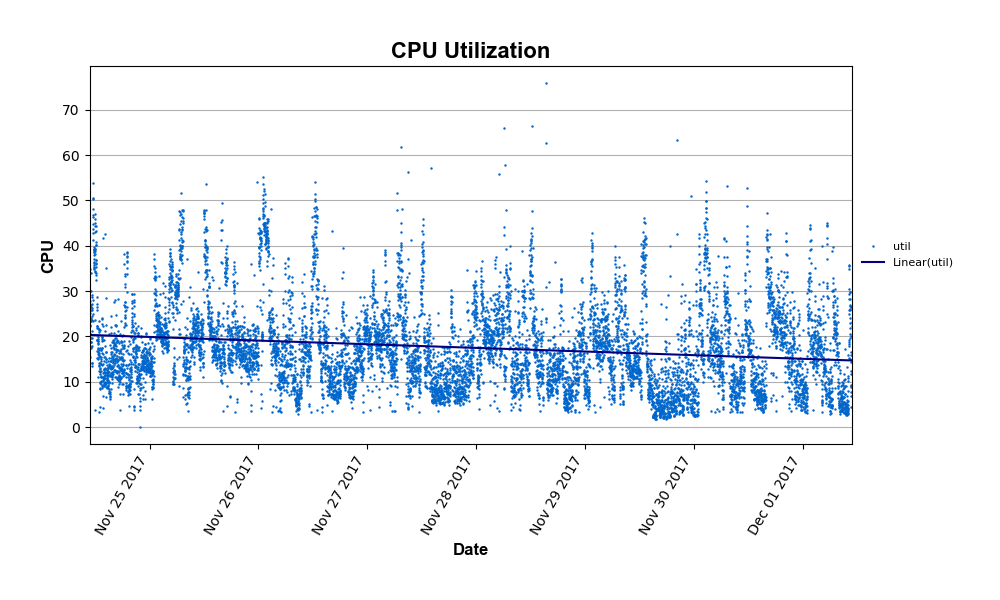 CPU Utilization
70
60
50
40
30
20
10
0
CPU
util
Linear(util)
Nov 25 2017
Nov 26 2017
Nov 27 2017
Nov 28 2017
Nov 29 2017
Nov 30 2017
Dec 01 2017
Date